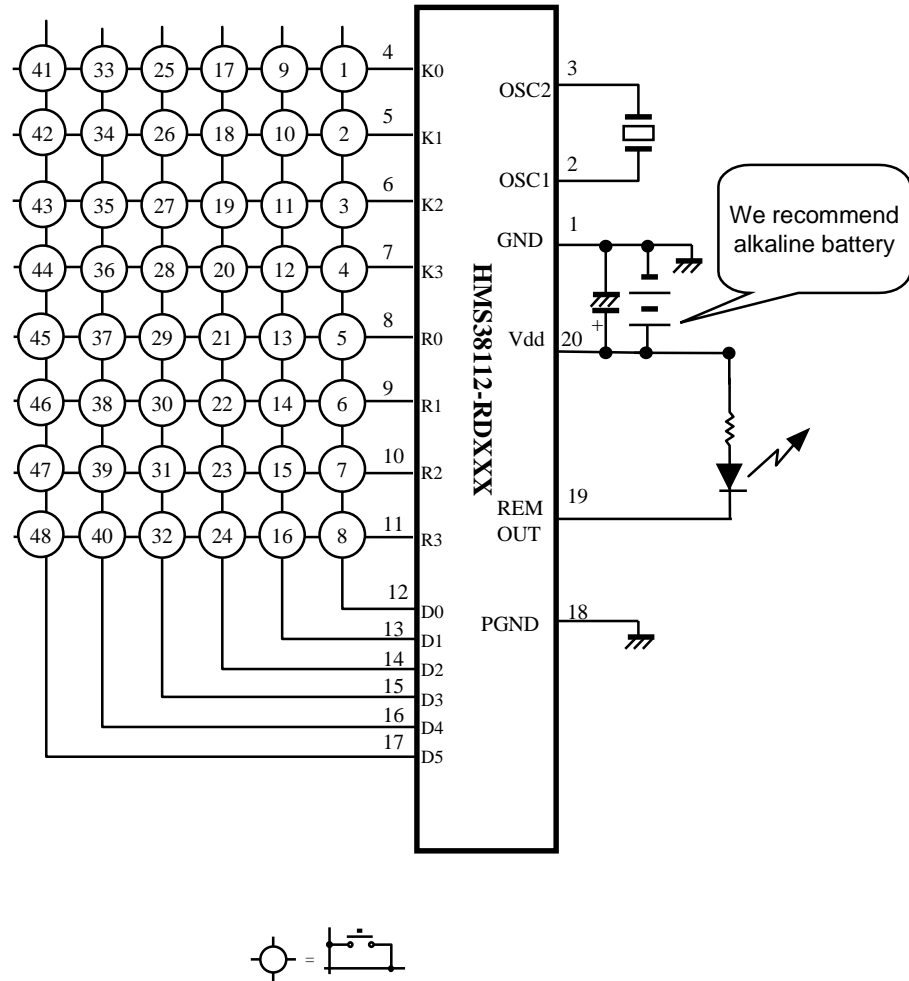 41 33 25 17 9 1 4 K0
42 34 26 18 10 2 5 K1
43 35 27 19 11 3 6 K2
44 36 28 20 12 4 7 K3
45 37 29 21 13 5 8 R0
46 38 30 22 14 6 9 R1
47 39 31 23 15 7 10 R2
48 40 32 24 16 8 11 R3
12 D0
13 D1
14 D2
15 D3
16 D4
17 D5
HMS38112-RDXXX
OSC2 3
OSC1 2
GND 1
Vdd 20
+
We recommend
alkaline battery
REM
OUT
19
PGND 18
=